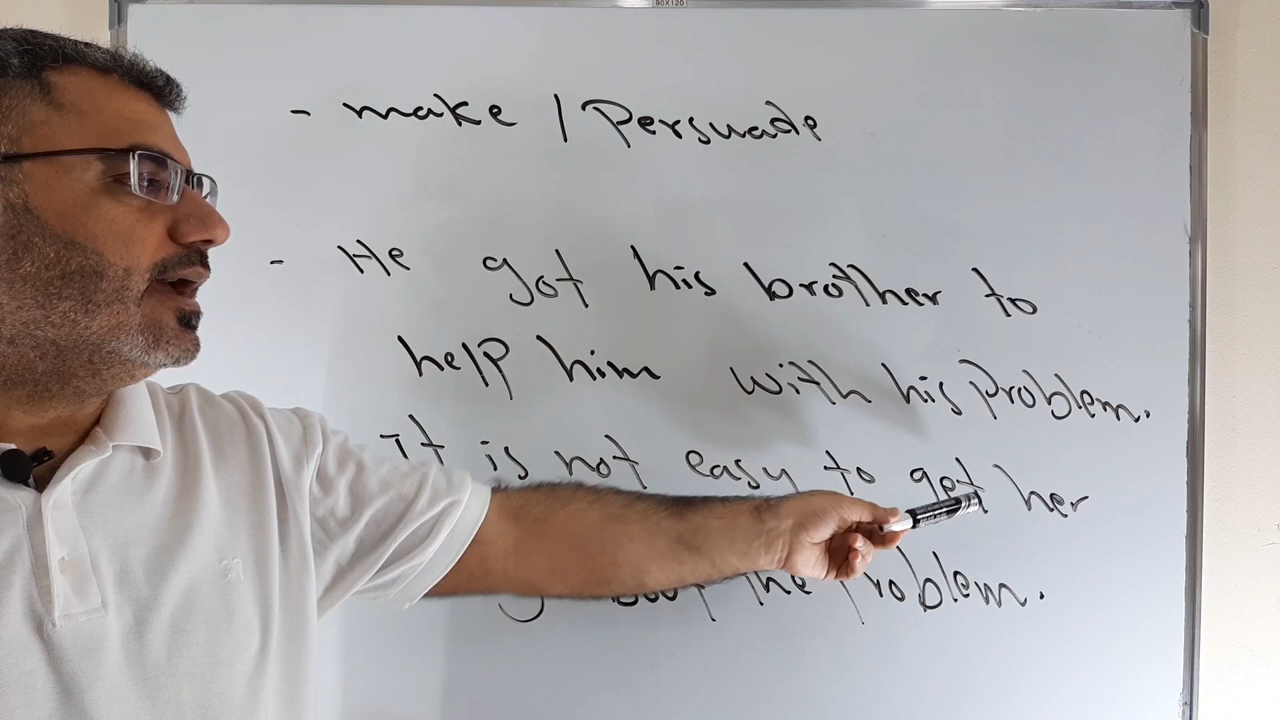 90X120
- make / Persuade
- He got his brother to
help him with his Problem.
It is not easy to get her
the Problem.